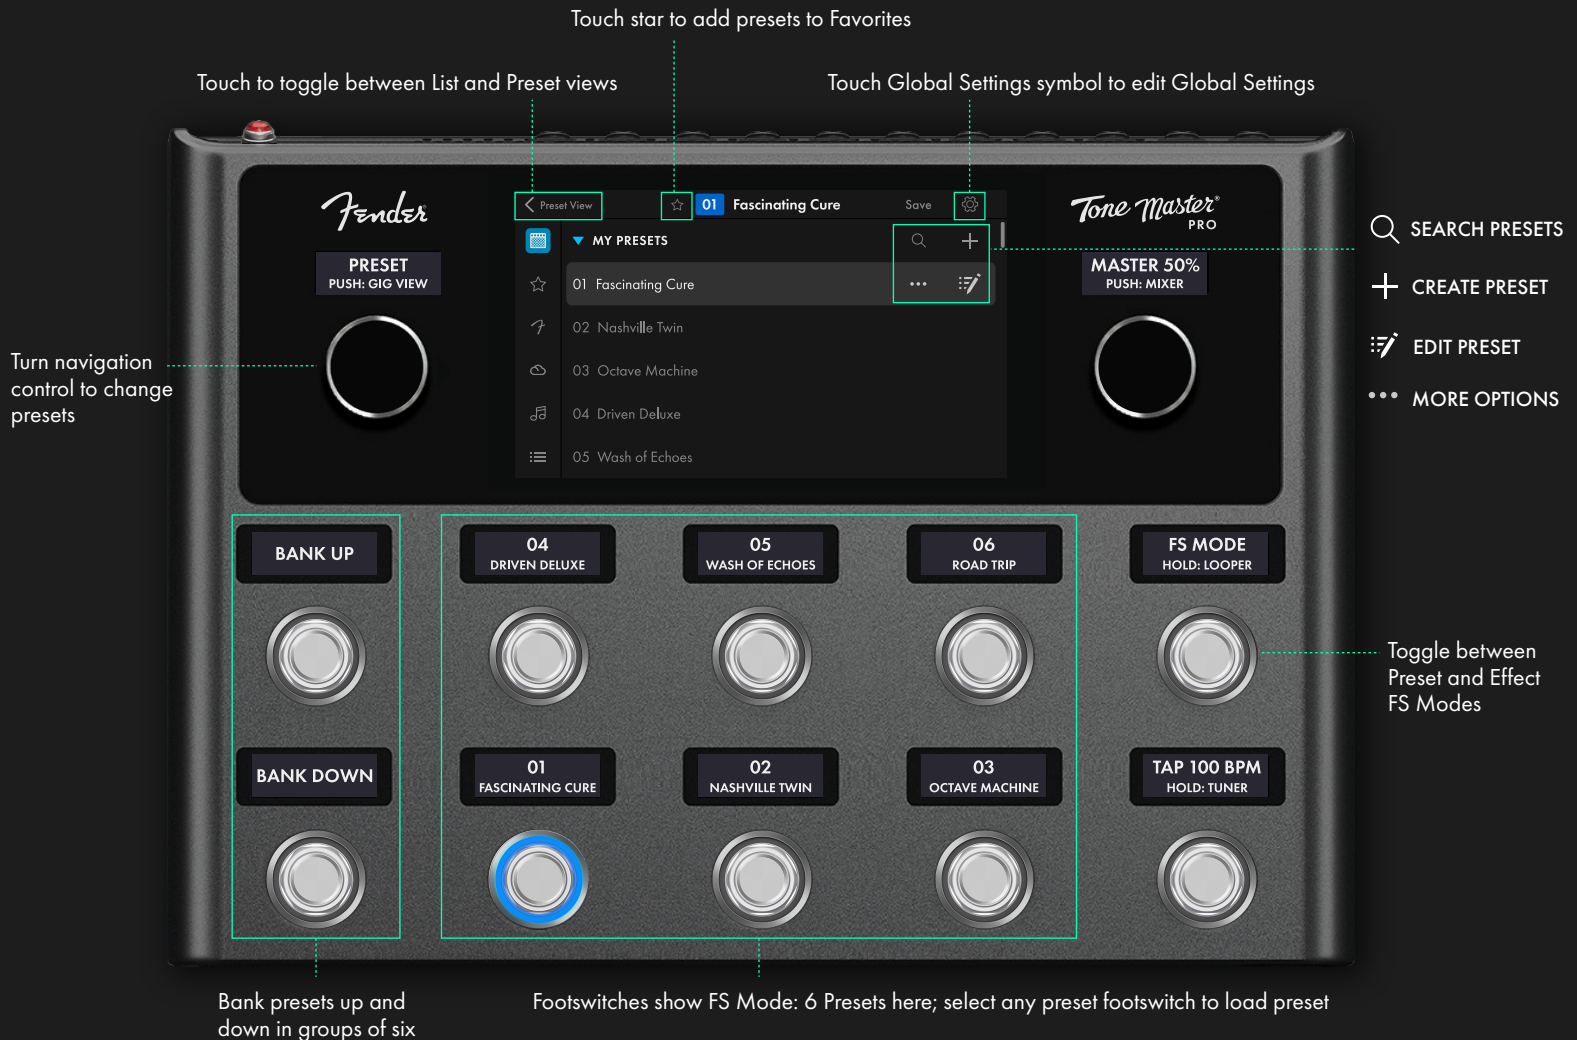 Touch star to add presets to Favorites
Touch to toggle between List and Preset views
Touch Global Settings symbol to edit Global Settings
Fender
Preset View
01 Fascinating Cure
Save
Tone Master®
PRO
MY PRESETS
PRESET
PUSH: GIG VIEW
MASTER 50%
PUSH: MIXER
01 Fascinating Cure
02 Nashville Twin
03 Octave Machine
04 Driven Deluxe
05 Wash of Echoes
SEARCH PRESETS
CREATE PRESET
EDIT PRESET
MORE OPTIONS
Turn navigation
control to change
presets
BANK UP
04
DRIVEN DELUXE
05
WASH OF ECHOES
06
ROAD TRIP
FS MODE
HOLD: LOOPER
Toggle between
Preset and Effect
FS Modes
BANK DOWN
01
FASCINATING CURE
02
NASHVILLE TWIN
03
OCTAVE MACHINE
TAP 100 BPM
HOLD: TUNER
Bank presets up and
down in groups of six
Footswitches show FS Mode: 6 Presets here; select any preset footswitch to load preset